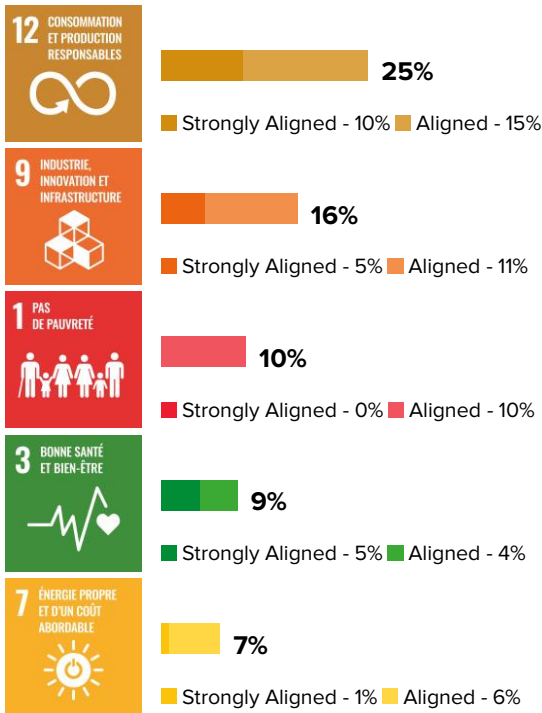 12 CONSOMMATION
ET PRODUCTION
RESPONSABLES
25%
Strongly Aligned - 10% Aligned - 15%
9 INDUSTRIE,
INNOVATION ET
INFRASTRUCTURE
16%
Strongly Aligned - 5% Aligned - 11%
1 PAS
DE PAUVRETÉ
10%
Strongly Aligned - 0% Aligned - 10%
3 BONNE SANTÉ
ET BIEN-ÊTRE
9%
Strongly Aligned - 5% Aligned - 4%
7 ÉNERGIE PROPRE
ET D'UN COÛT
ABORDABLE
7%
Strongly Aligned - 1% Aligned - 6%